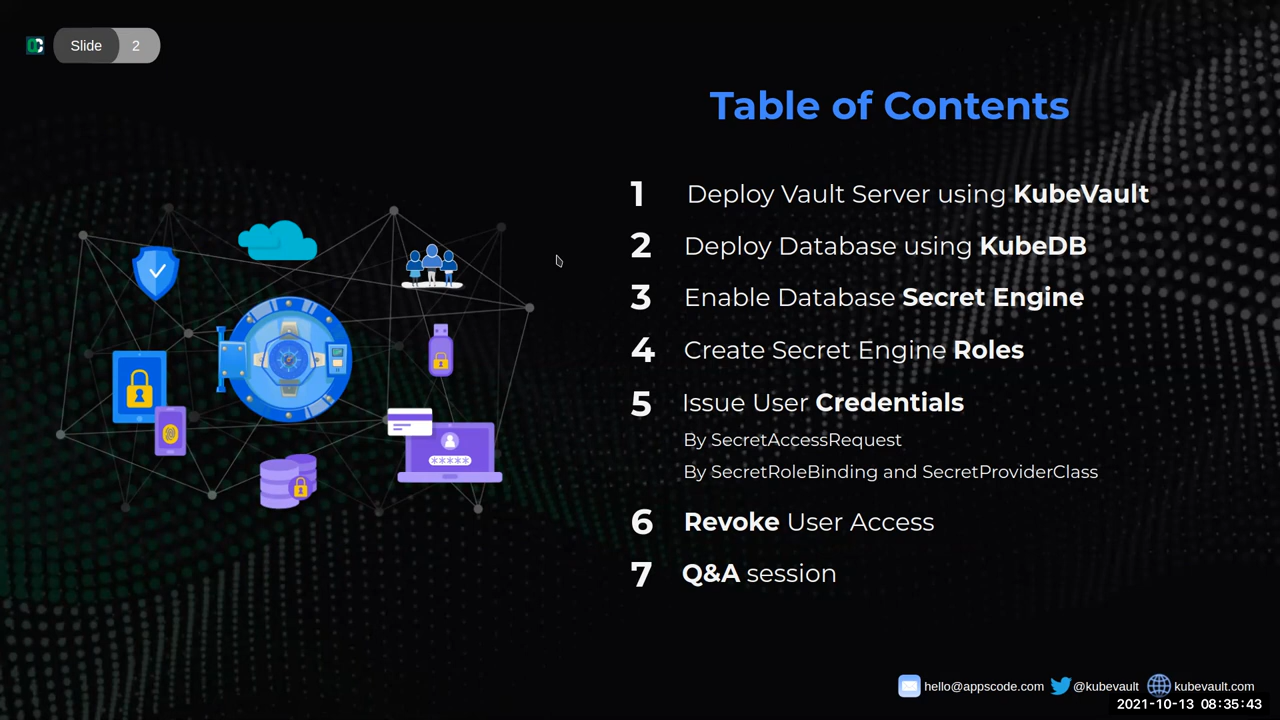 Slide 2
Table of Contents
1 Deploy Vault Server using KubeVault
2 Deploy Database using KubeDB
3 Enable Database Secret Engine
4 Create Secret Engine Roles
5 Issue User Credentials
By SecretAccessRequest
By SecretRoleBinding and SecretProviderClass
6 Revoke User Access
7 Q&A session
*****
hello@appscode.com @kubevault kubevault.com
2021-10-13 08:35:43